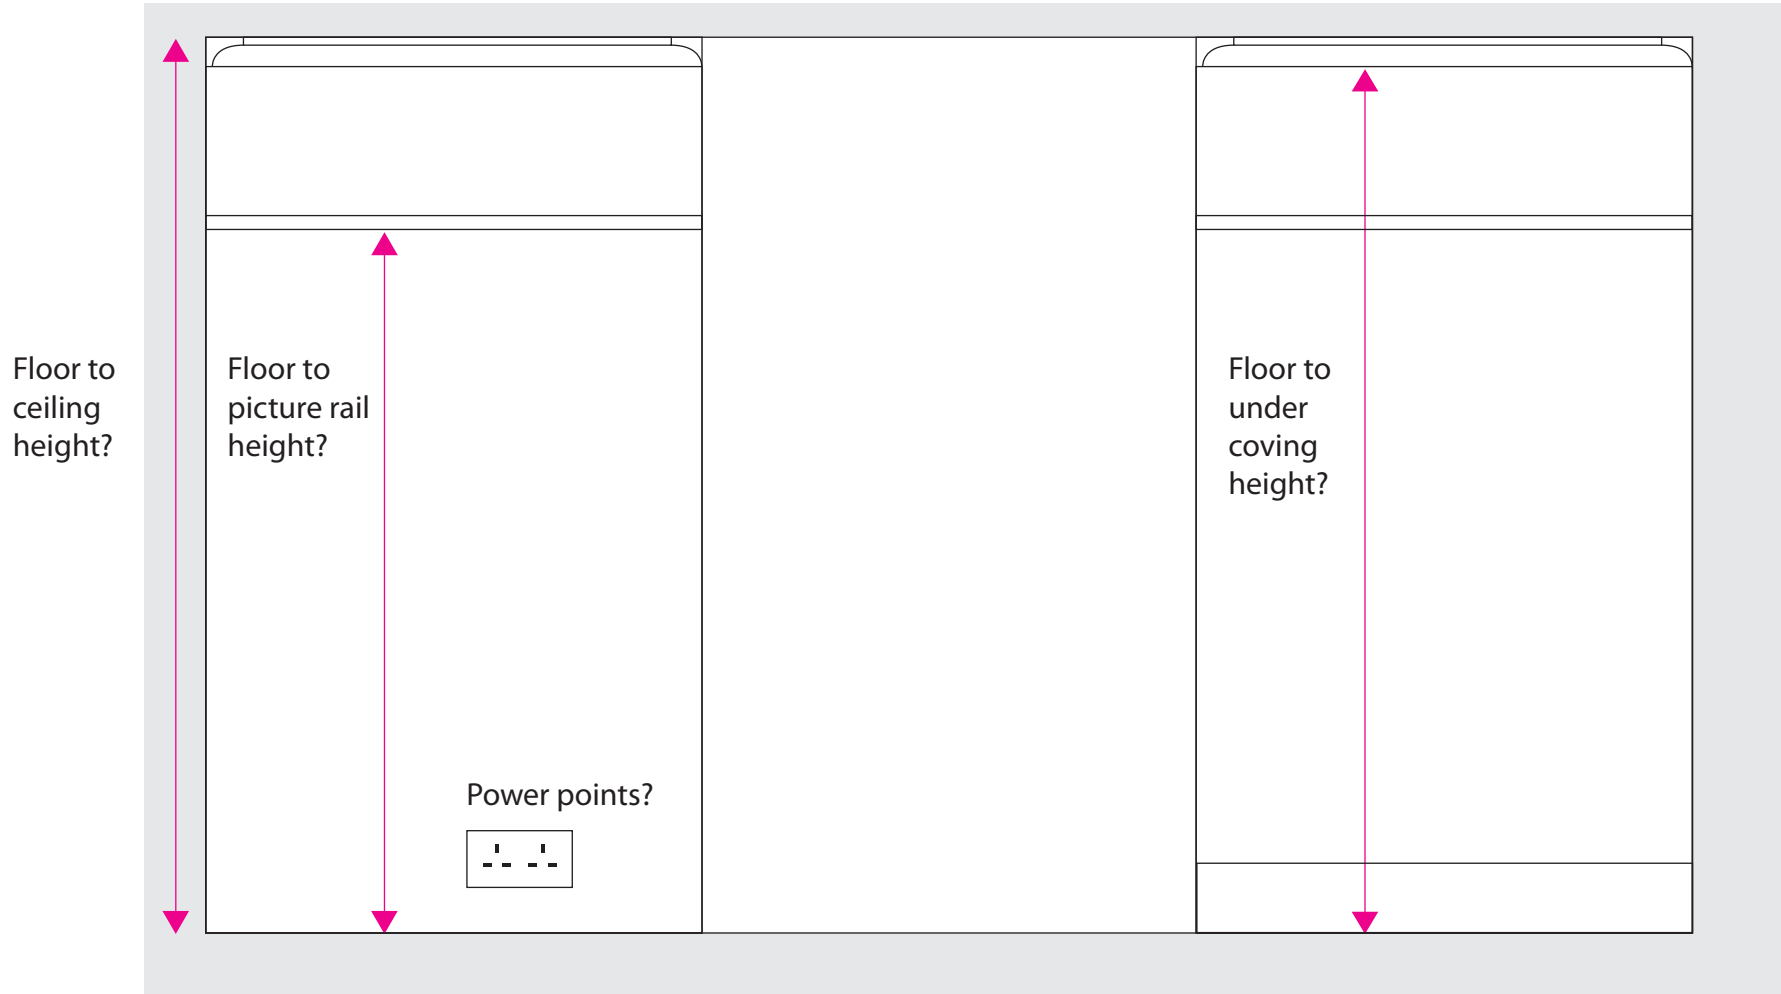 Floor to
ceiling
height?
Floor to
picture rail
height?
Floor to
under
coving
height?
Power points?